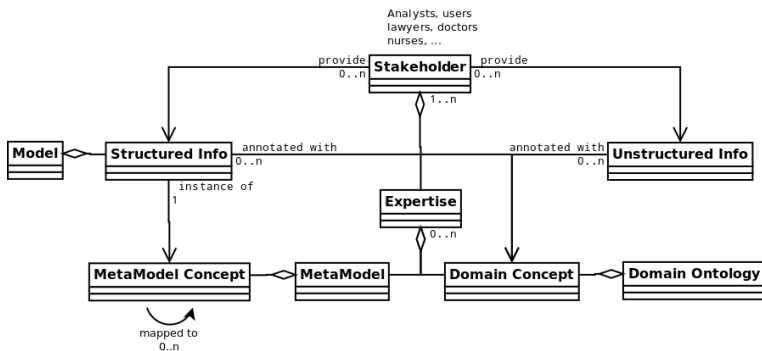 Analysts, users
lawyers, doctors
nurses, ...
provide
0..n
Stakeholder
provide
0..n
1..n
Model
Structured Info
annotated with
0..n
annotated with
0..n
Unstructured Info
instance of
1
Expertise
0..n
MetaModel Concept
MetaModel
Domain Concept
Domain Ontology
mapped to
0..n